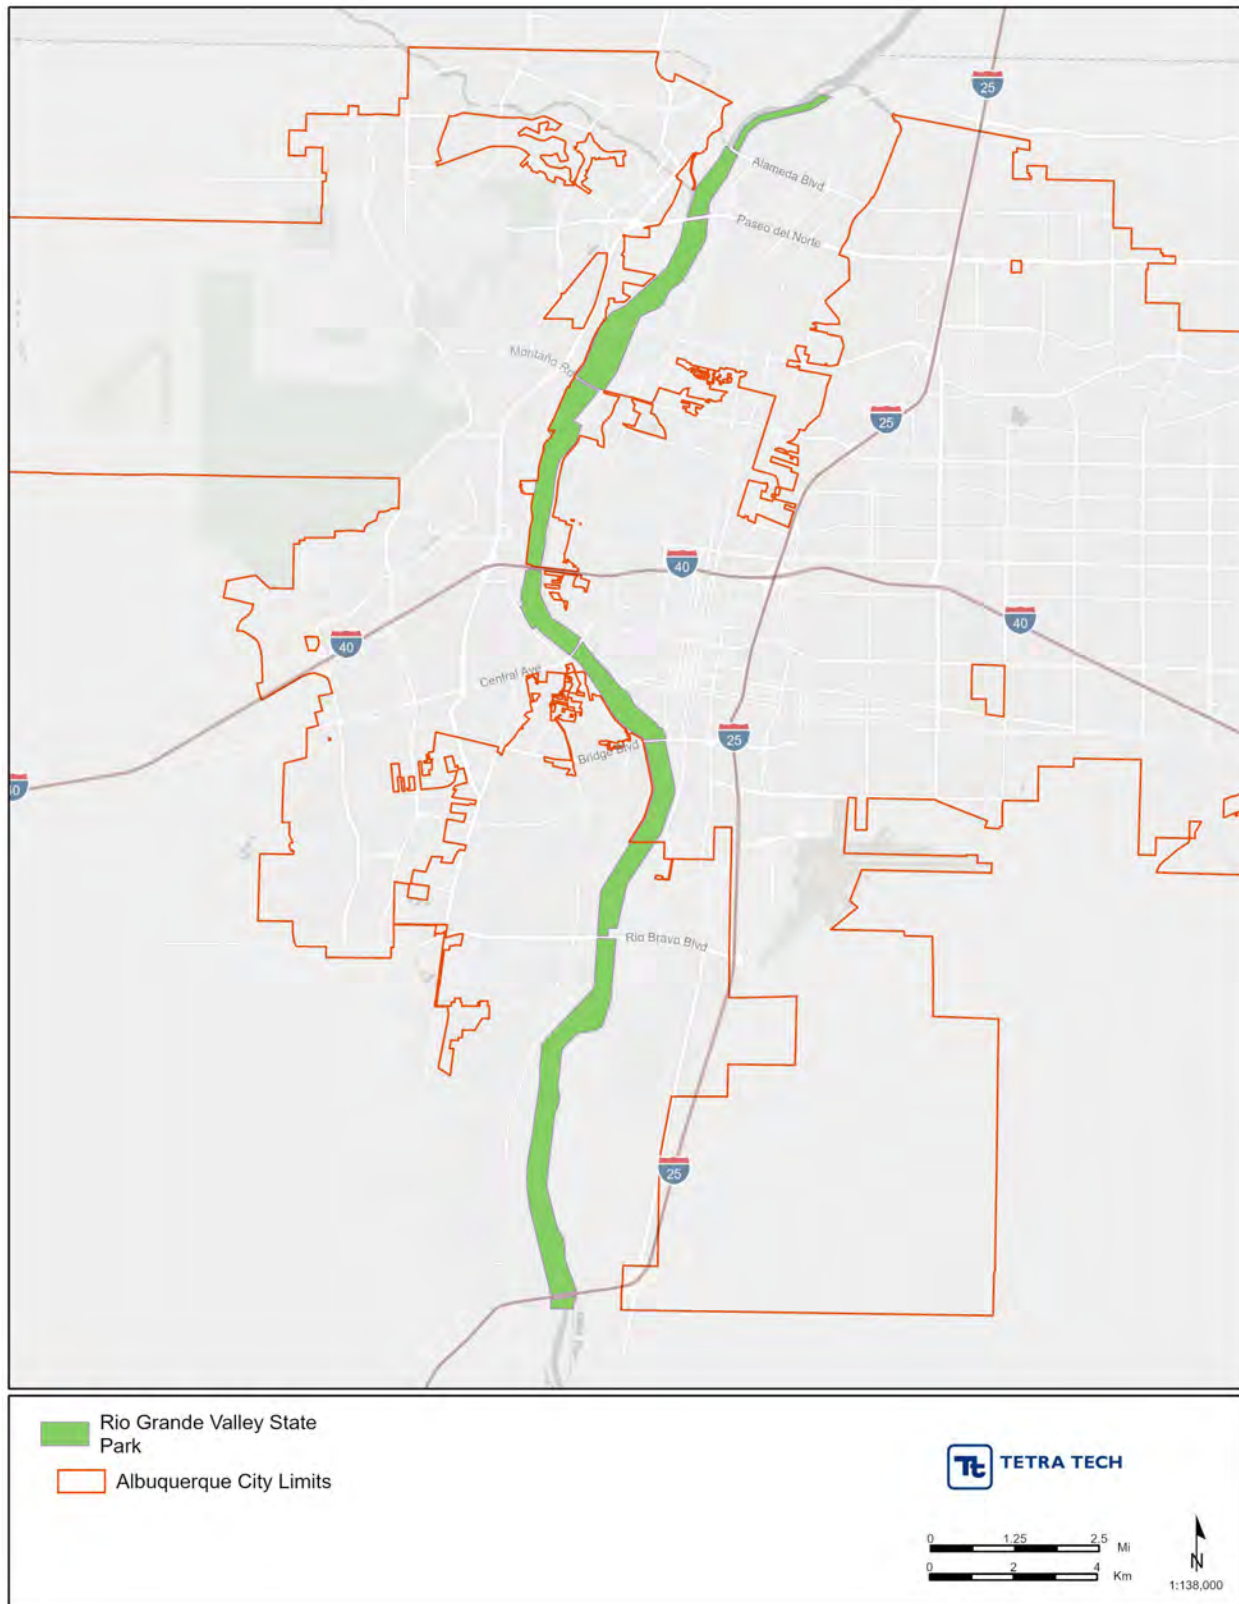 25
Alameda Blvd
Paseo del Norte
Montaño Rd
25
40
40
40
Central Ave
25
Bridge Blvd
40
Rio Bravo Blvd
25
Rio Grande Valley State
Park
Albuquerque City Limits
Tt TETRA TECH
0 1.25 2.5
Mi
0 2 4
Km
N
1:138,000